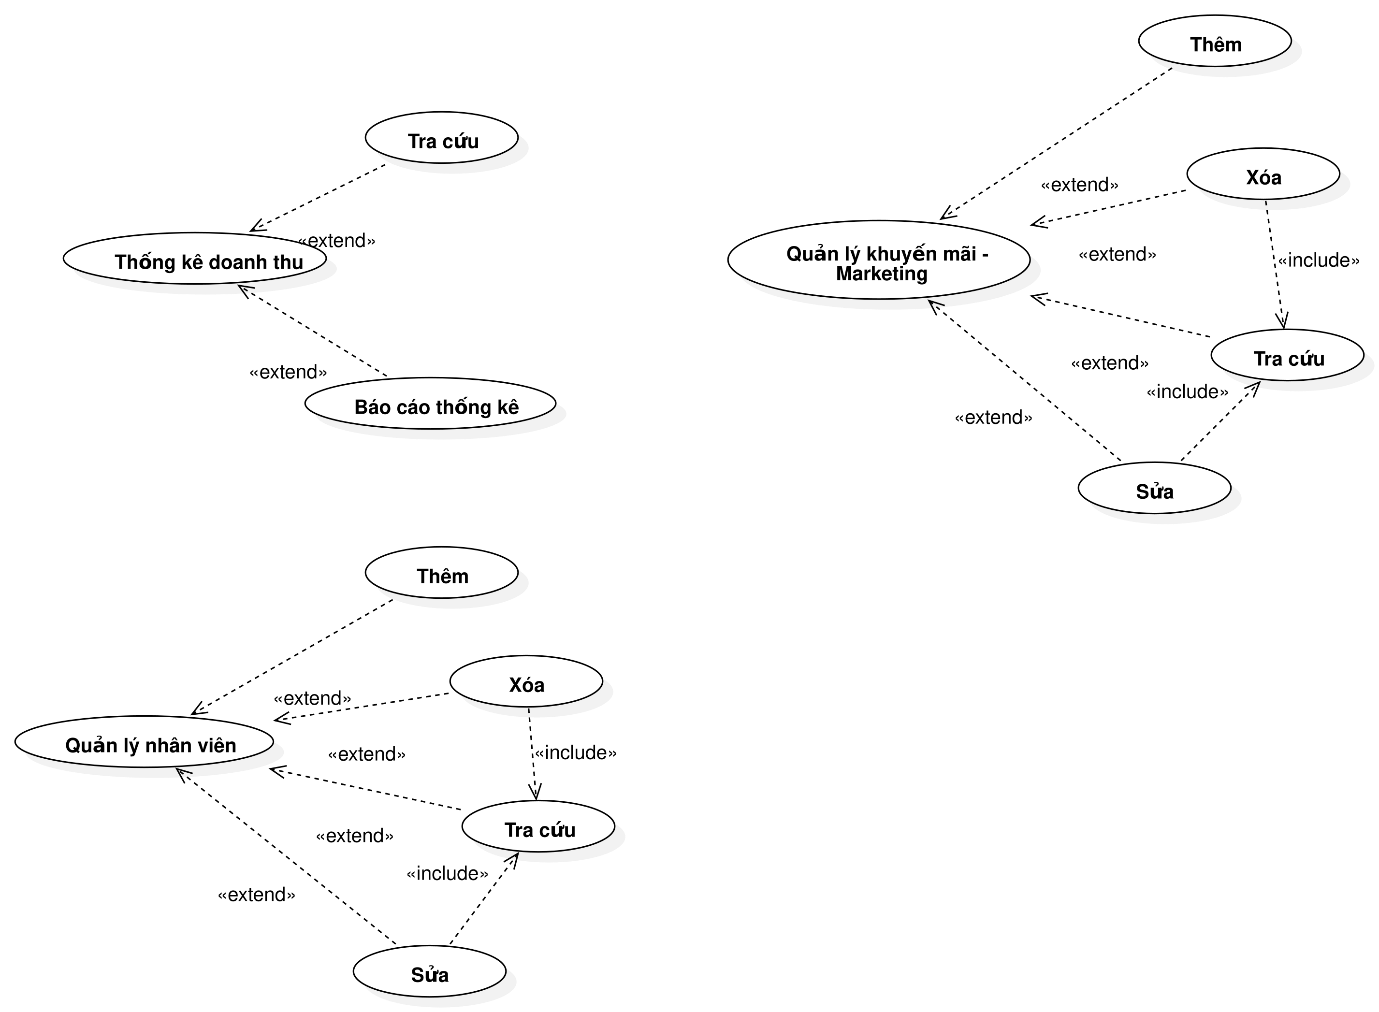 Tra cứu
«extend»
Thống kê doanh thu
«extend»
Báo cáo thống kê
Thêm
«extend»
Xóa
Quản lý khuyến mãi -
Marketing
«extend»
«include»
Tra cứu
«extend»
«include»
«extend»
Sửa
Thêm
Xóa
«extend»
Quản lý nhân viên
«extend»
«include»
Tra cứu
«extend»
«include»
«extend»
Sửa